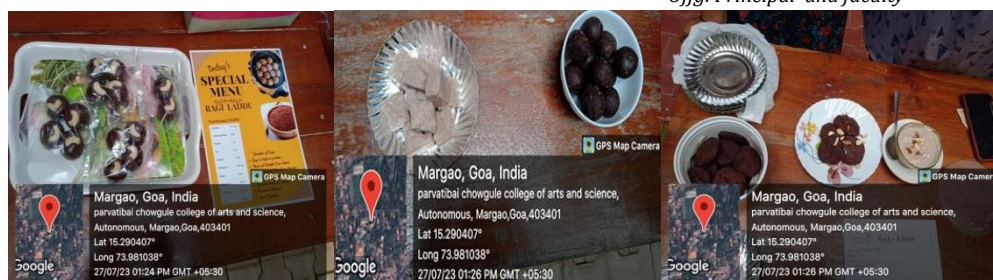 Offg. Principal and faculty
today's
SPECIAL
MENU
RAGI LADDU
GPS Map Camera
Margao, Goa, India
parvatibai chowgule college of arts and science,
Autonomous, Margao,Goa,403401
Lat 15.290407°
Long 73.981038°
27/07/23 01:24 PM GMT +05:30
Google
GPS Map Camera
Margao, Goa, India
parvatibai chowgule college of arts and science,
Autonomous, Margao,Goa,403401
Lat 15.290407°
Long 73.981038°
27/07/23 01:26 PM GMT +05:30
Google
GPS Map Camera
Margao, Goa, India
parvatibai chowgule college of arts and science,
Autonomous, Margao,Goa,403401
Lat 15.290407°
Long 73.981038°
27/07/23 01:26 PM GMT +05:30
Google